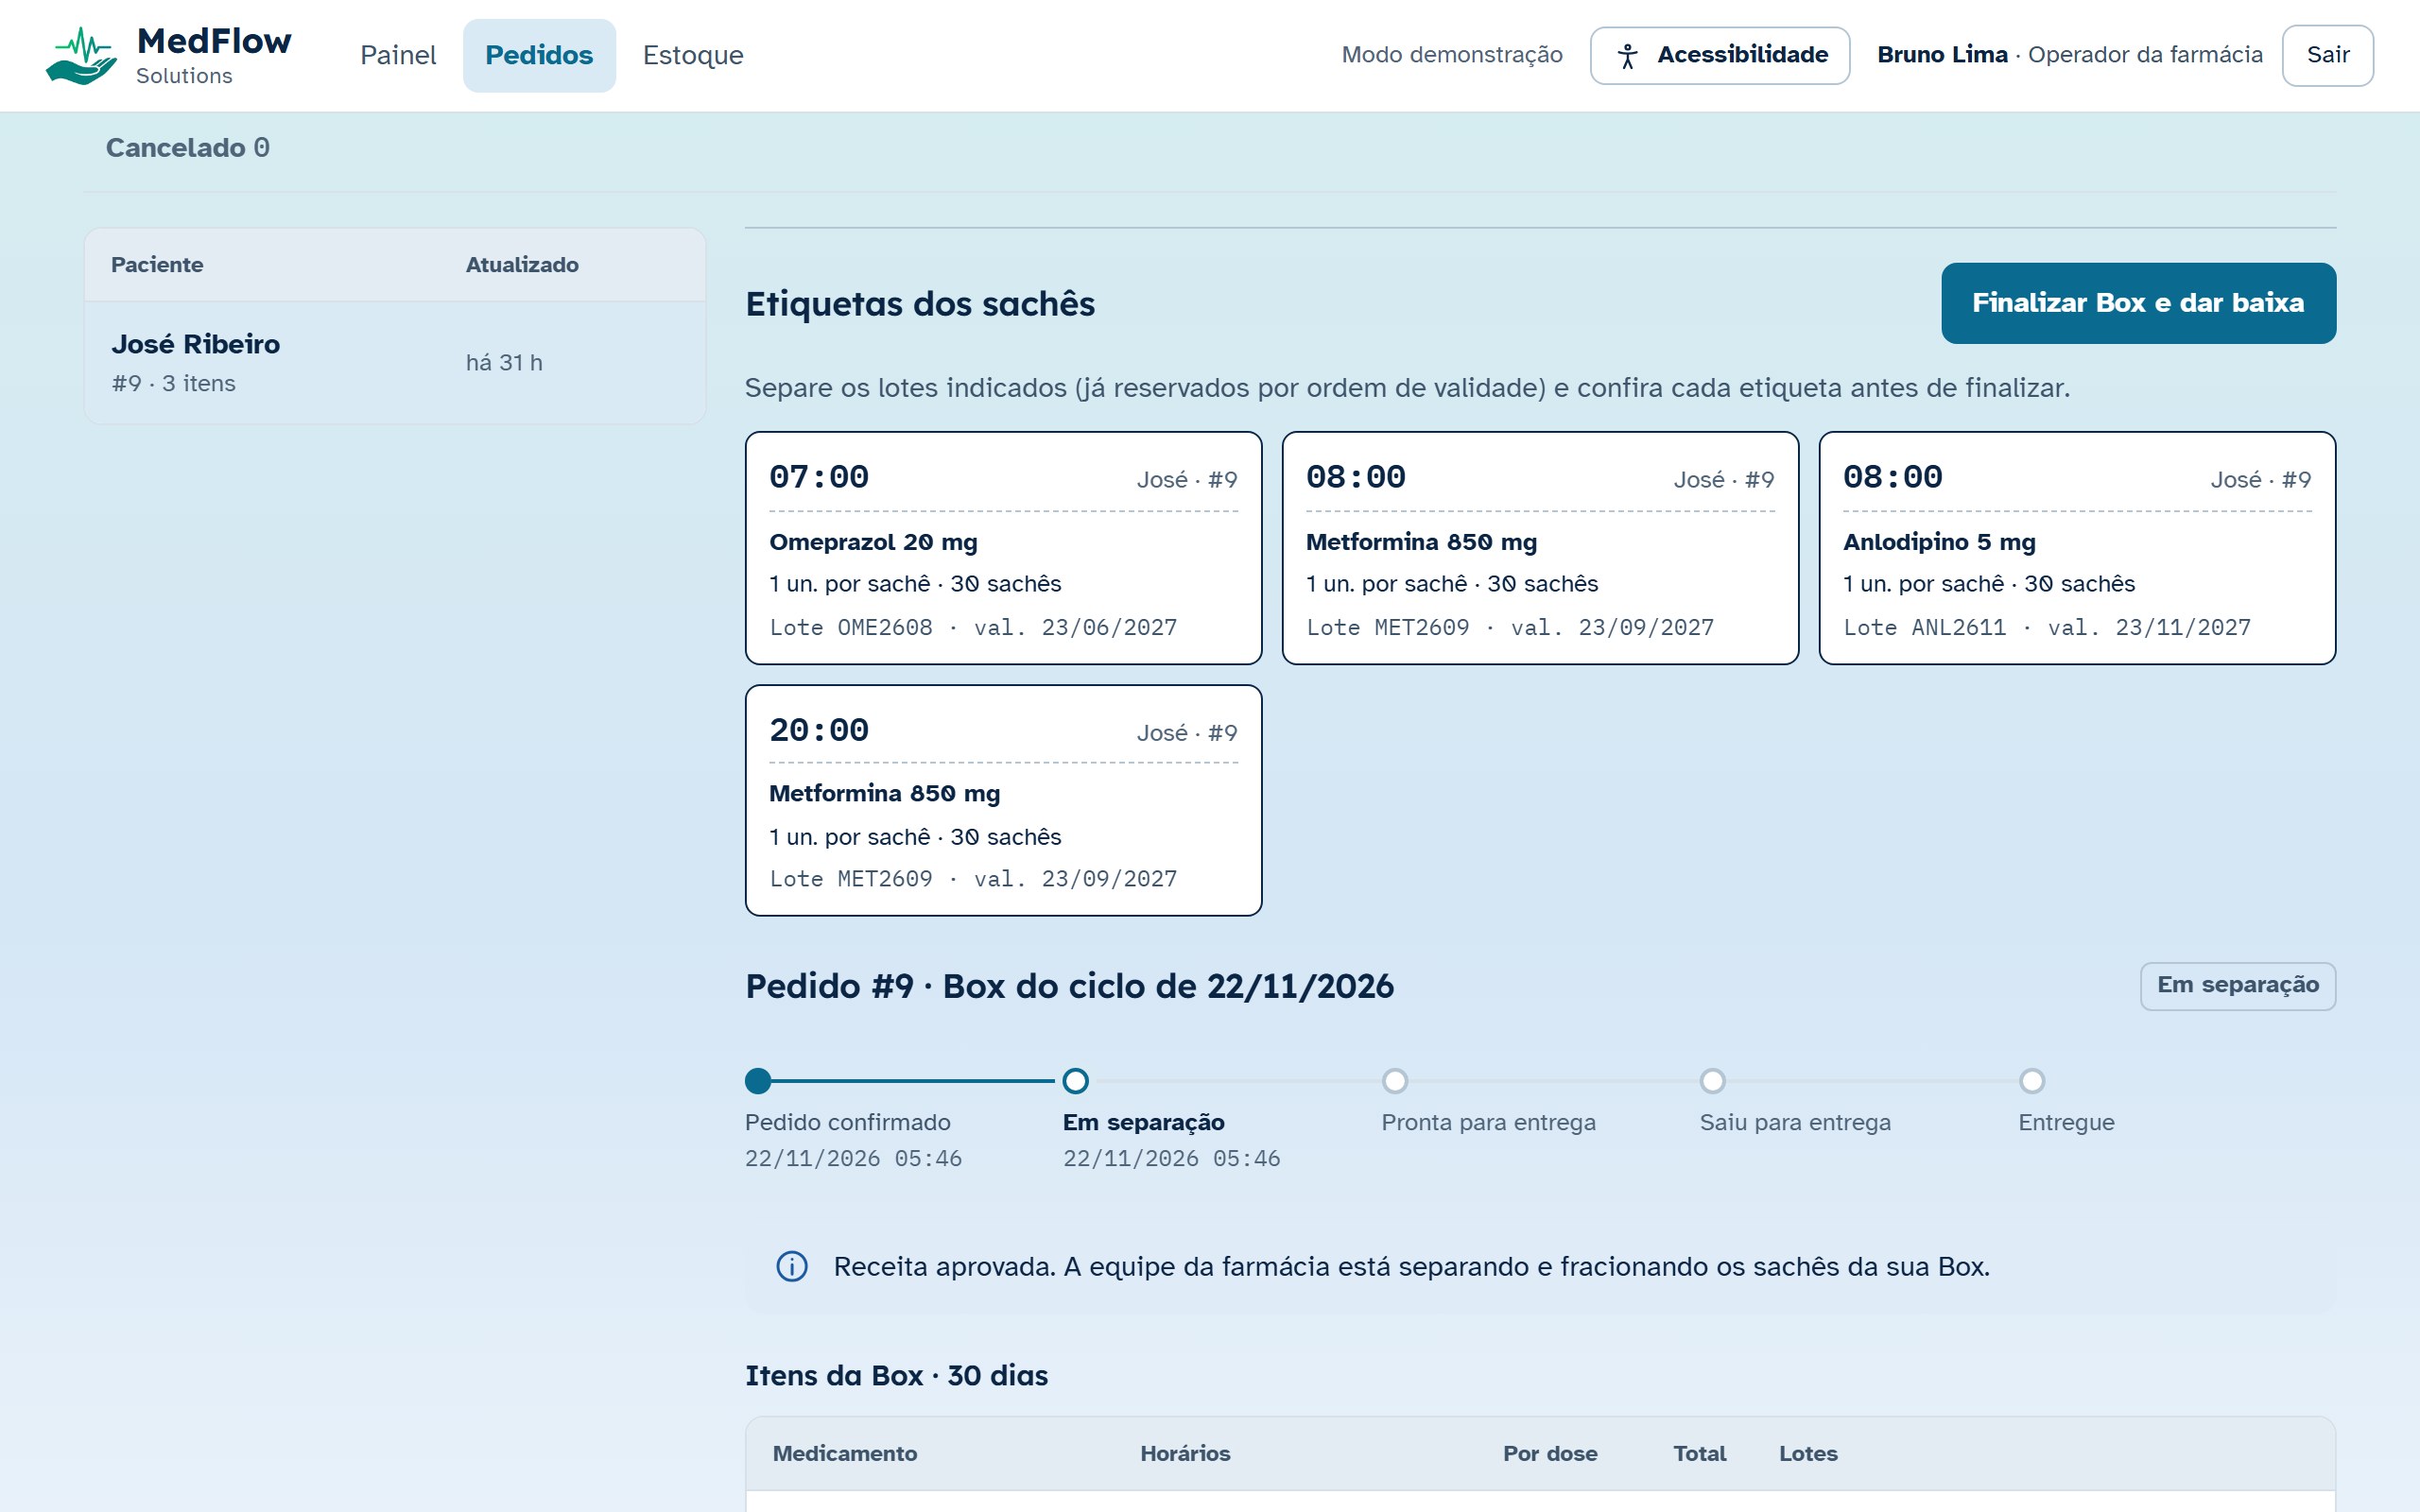 MedFlow
Solutions
Painel
Pedidos
Estoque
Modo demonstração
Acessibilidade
Bruno Lima · Operador da farmácia
Sair
Cancelado 0
Paciente
Atualizado
José Ribeiro
#9 · 3 itens
há 31 h
Etiquetas dos sachês
Finalizar Box e dar baixa
Separe os lotes indicados (já reservados por ordem de validade) e confira cada etiqueta antes de finalizar.
07:00
José · #9
Omeprazol 20 mg
1 un. por sachê · 30 sachês
Lote OME2608 · val. 23/06/2027
08:00
José · #9
Metformina 850 mg
1 un. por sachê · 30 sachês
Lote MET2609 · val. 23/09/2027
08:00
José · #9
Anlodipino 5 mg
1 un. por sachê · 30 sachês
Lote ANL2611 · val. 23/11/2027
20:00
José · #9
Metformina 850 mg
1 un. por sachê · 30 sachês
Lote MET2609 · val. 23/09/2027
Pedido #9 · Box do ciclo de 22/11/2026
Em separação
Pedido confirmado
22/11/2026 05:46
Em separação
22/11/2026 05:46
Pronta para entrega
Saiu para entrega
Entregue
Receita aprovada. A equipe da farmácia está separando e fracionando os sachês da sua Box.
Itens da Box · 30 dias
Medicamento
Horários
Por dose
Total
Lotes